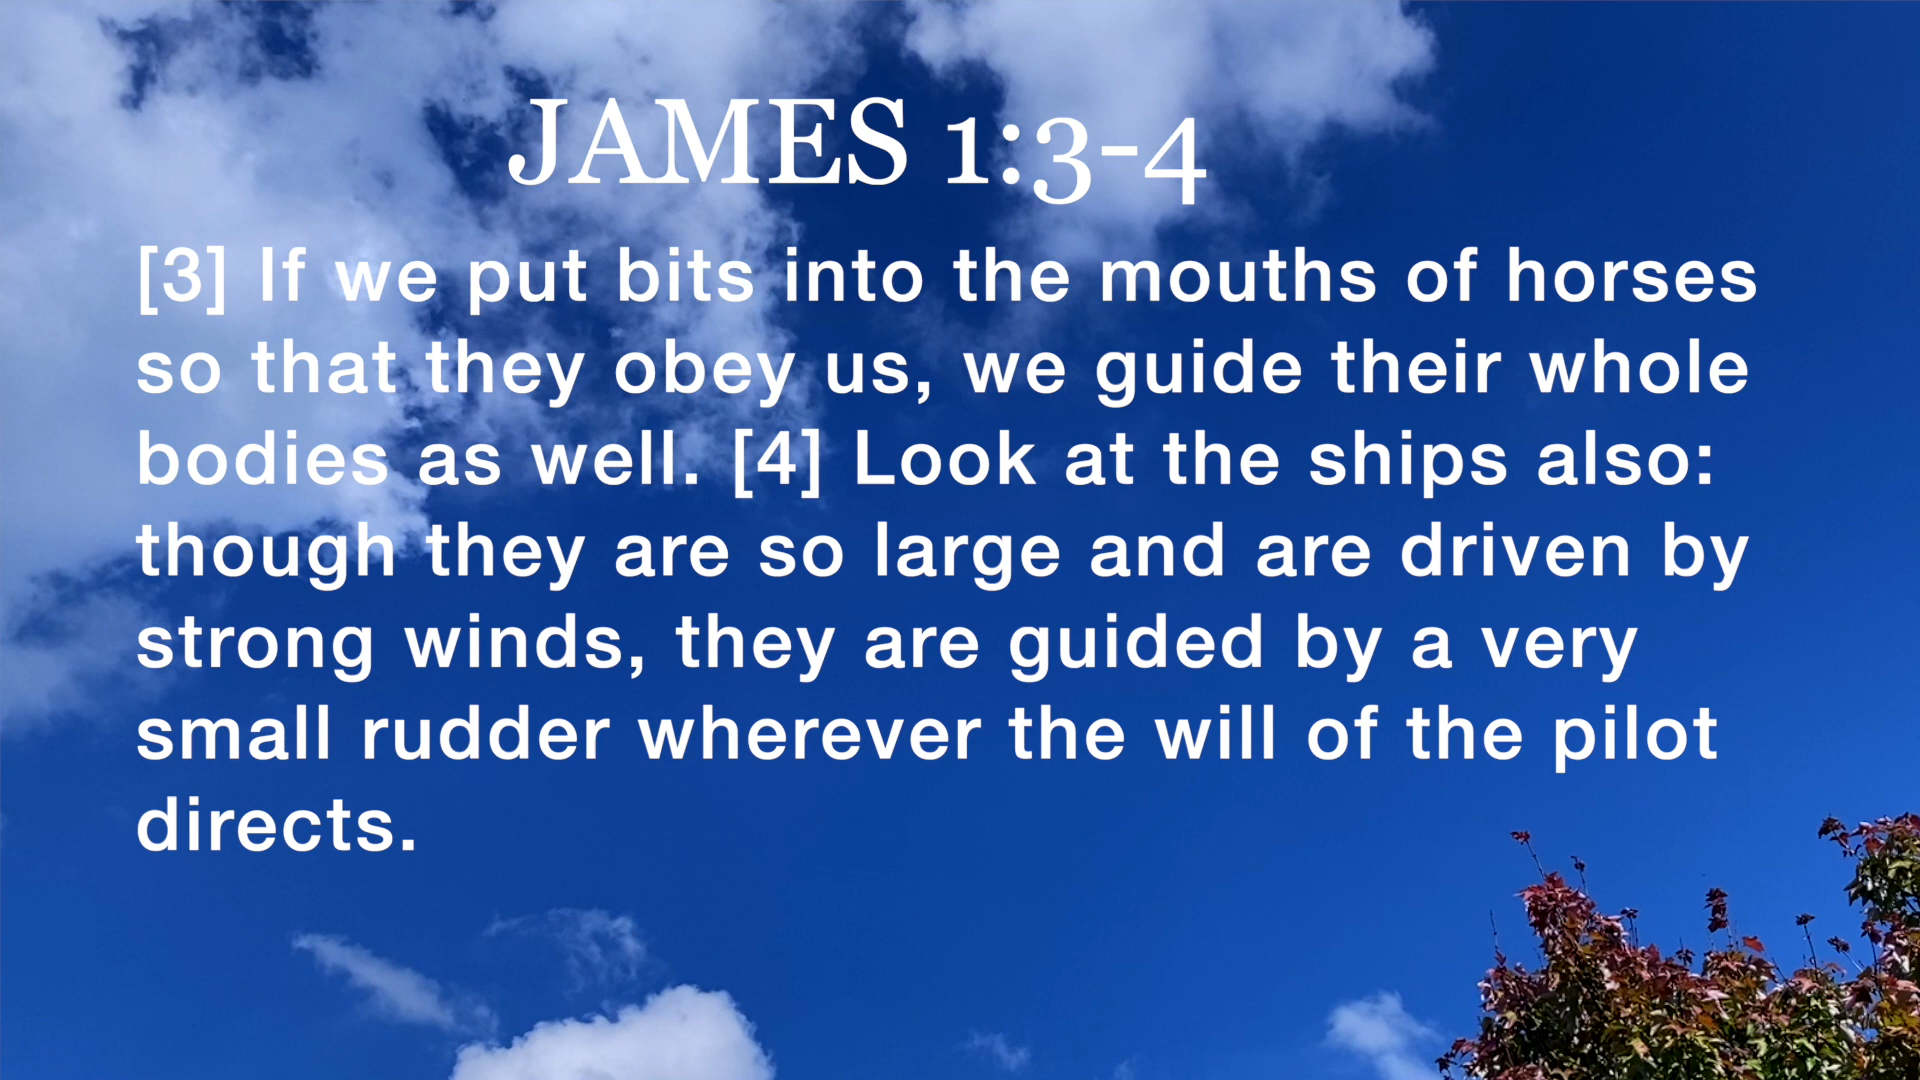 JAMES 1:3-4
[3] If we put bits into the mouths of horses
so that they obey us, we guide their whole
bodies as well. [4] Look at the ships also:
though they are so large and are driven by
strong winds, they are guided by a very
small rudder wherever the will of the pilot
directs.